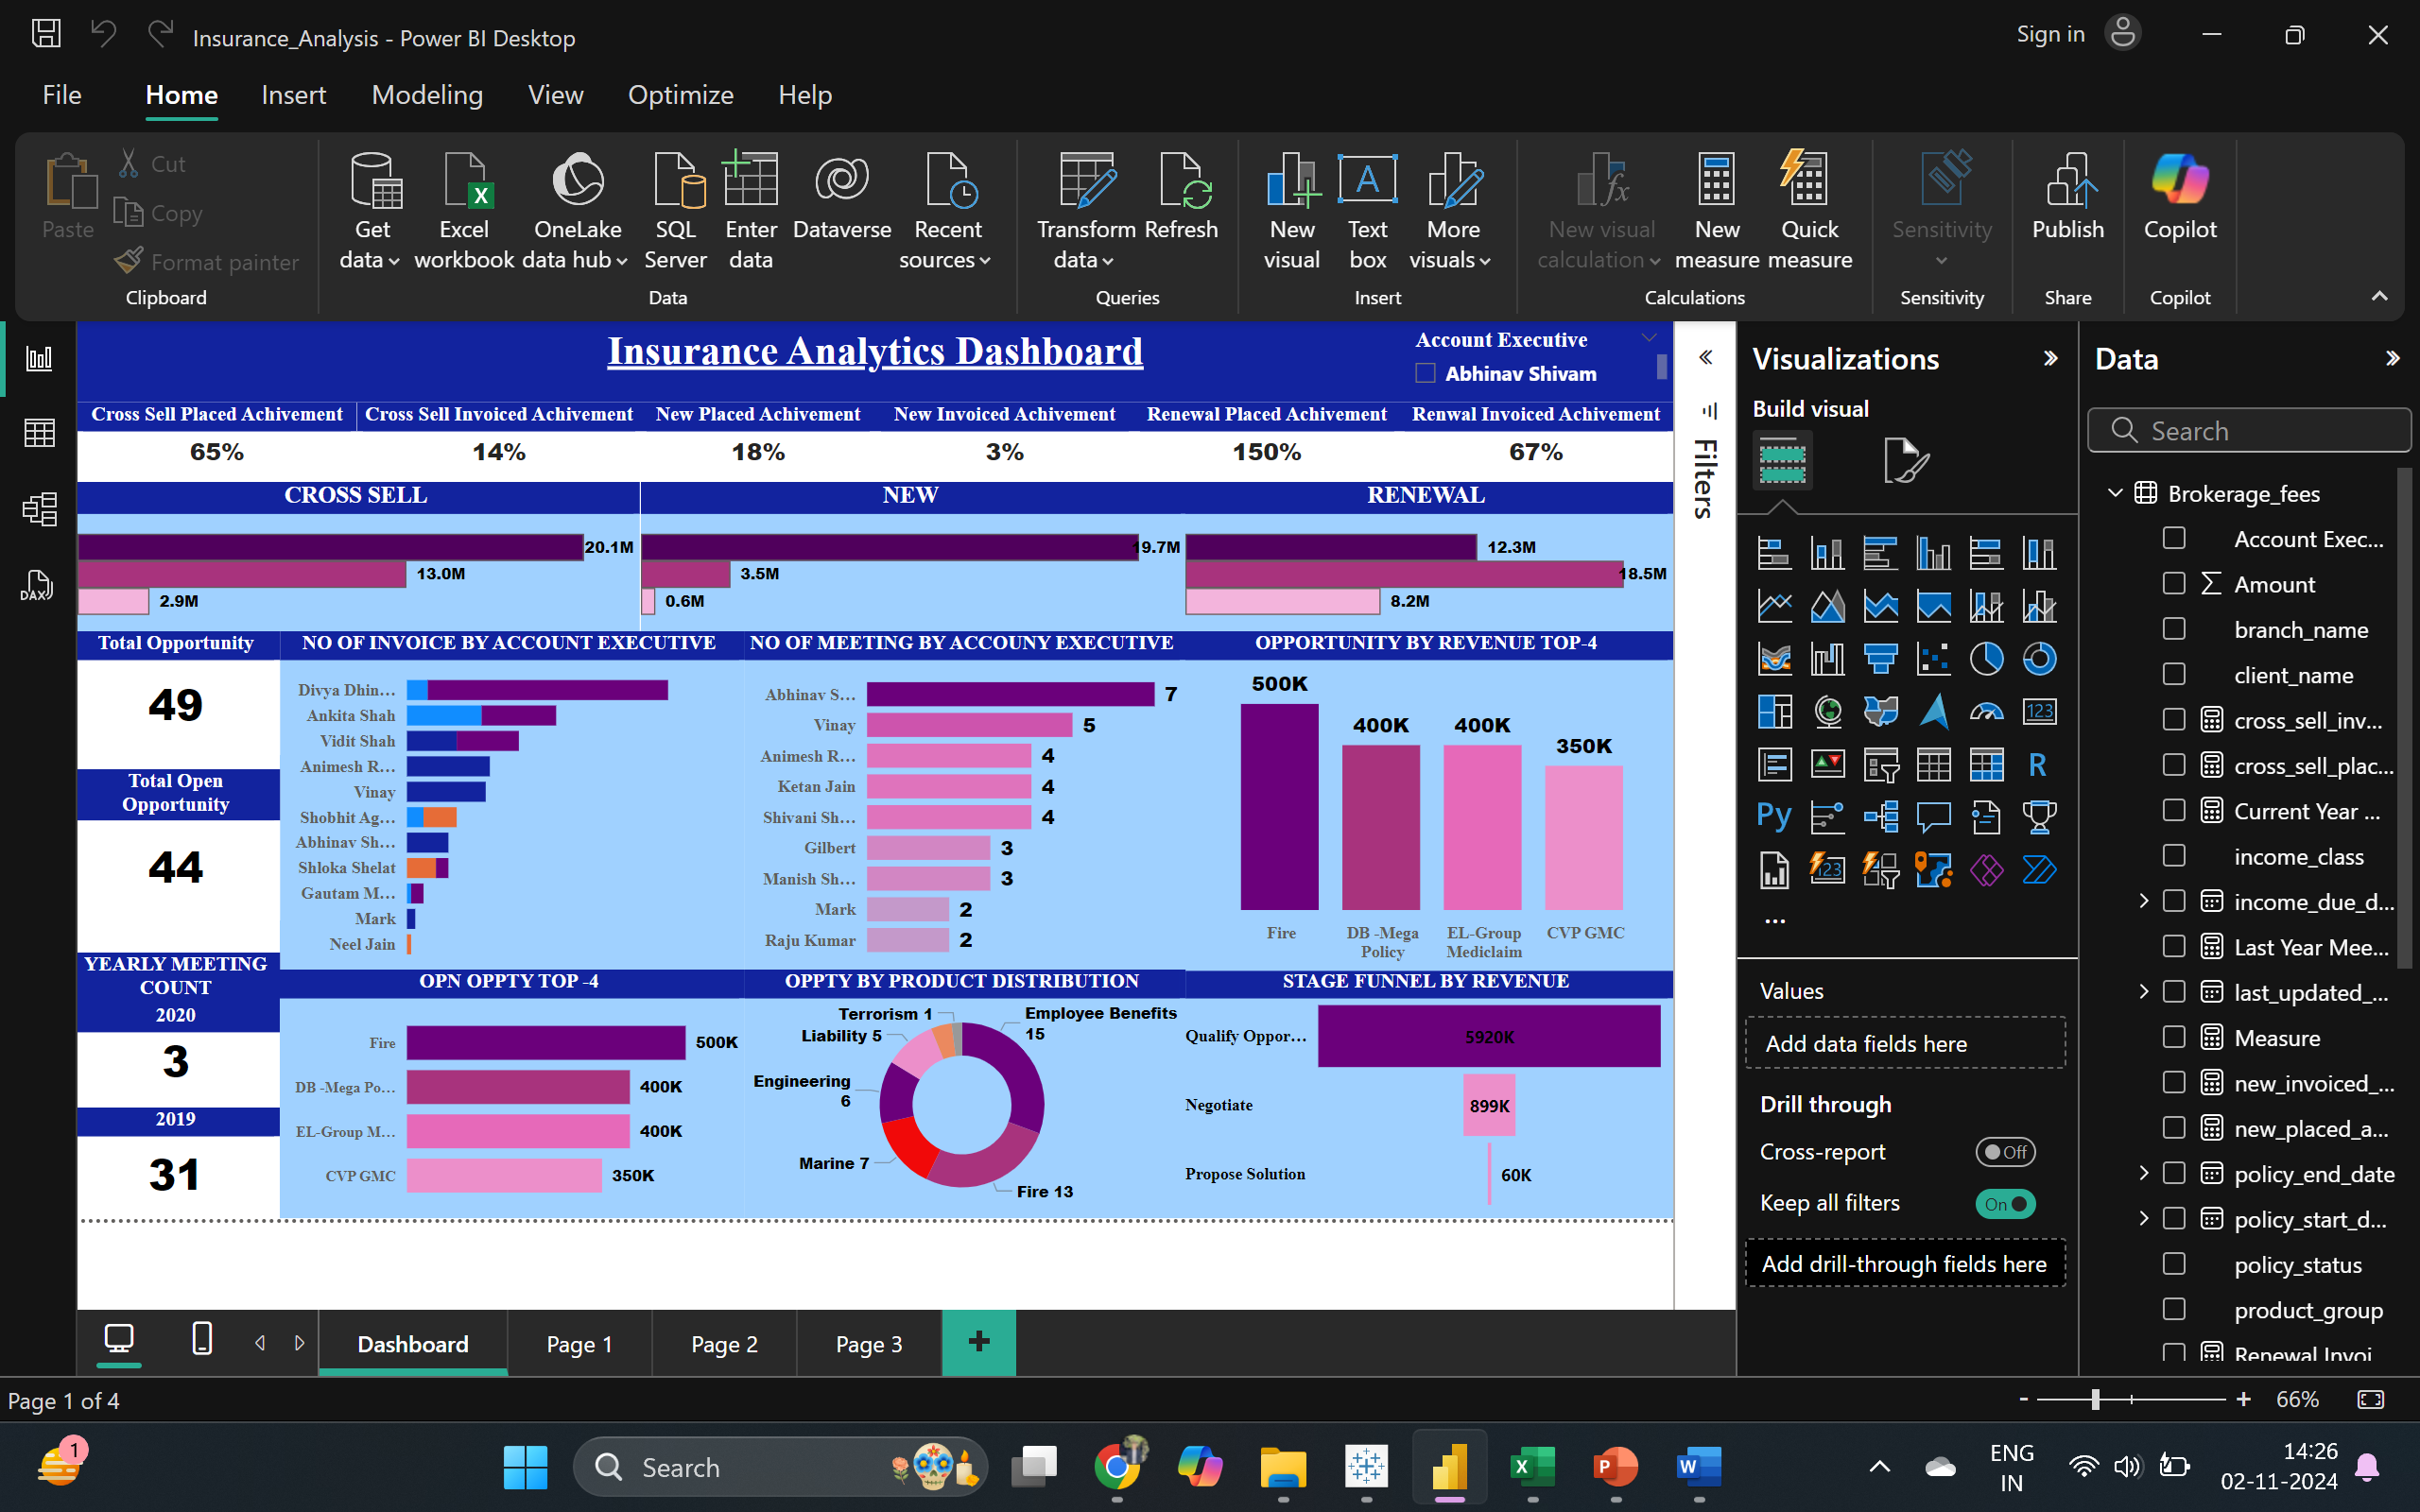 Insurance_Analysis - Power BI Desktop
Sign in
File Home Insert Modeling View Optimize Help
Paste
Cut
Copy
Format painter
Clipboard
Get data
Excel workbook
OneLake data hub
SQL Server
Enter data
Dataverse
Recent sources
Data
Transform data
Refresh
Queries
New visual
Text box
More visuals
Insert
New visual calculation
New measure
Quick measure
Calculations
Sensitivity
Sensitivity
Publish
Share
Copilot
Copilot
Insurance Analytics Dashboard
Account Executive
Abhinav Shivam
Cross Sell Placed Achivement
Cross Sell Invoiced Achivement
New Placed Achivement
New Invoiced Achivement
Renewal Placed Achivement
Renwal Invoiced Achivement
65%
14%
18%
3%
150%
67%
CROSS SELL
20.1M
13.0M
2.9M
NEW
19.7M
3.5M
0.6M
RENEWAL
12.3M
18.5M
8.2M
Total Opportunity
49
Total Open
Opportunity
44
YEARLY MEETING
COUNT
2020
3
2019
31
NO OF INVOICE BY ACCOUNT EXECUTIVE
Divya Dhin...
Ankita Shah
Vidit Shah
Animesh R...
Vinay
Shobhit Ag...
Abhinav Sh...
Shloka Shelat
Gautam M...
Mark
Neel Jain
NO OF MEETING BY ACCOUNY EXECUTIVE
Abhinav S... 7
Vinay 5
Animesh R... 4
Ketan Jain 4
Shivani Sh... 4
Gilbert 3
Manish Sh... 3
Mark 2
Raju Kumar 2
OPPORTUNITY BY REVENUE TOP-4
500K
400K
400K
350K
Fire
DB -Mega
Policy
EL-Group
Mediclaim
CVP GMC
OPN OPPTY TOP -4
Fire 500K
DB -Mega Po... 400K
EL-Group M... 400K
CVP GMC 350K
OPPTY BY PRODUCT DISTRIBUTION
Terrorism 1
Employee Benefits
15
Liability 5
Engineering
6
Marine 7
Fire 13
STAGE FUNNEL BY REVENUE
Qualify Oppor... 5920K
Negotiate 899K
Propose Solution 60K
Filters
Visualizations
Build visual
123
R
Py
123
...
Values
Add data fields here
Drill through
Cross-report Off
Keep all filters On
Add drill-through fields here
Data
Search
Brokerage_fees
Account Exec...
Amount
branch_name
client_name
cross_sell_inv...
cross_sell_plac...
Current Year ...
income_class
income_due_d...
Last Year Mee...
last_updated_...
Measure
new_invoiced_...
new_placed_a...
policy_end_date
policy_start_d...
policy_status
product_group
Renewal Invoi
DAX
Dashboard Page 1 Page 2 Page 3 +
Page 1 of 4
- + 66%
1
Search
X
P
W
ENG
IN
14:26
02-11-2024